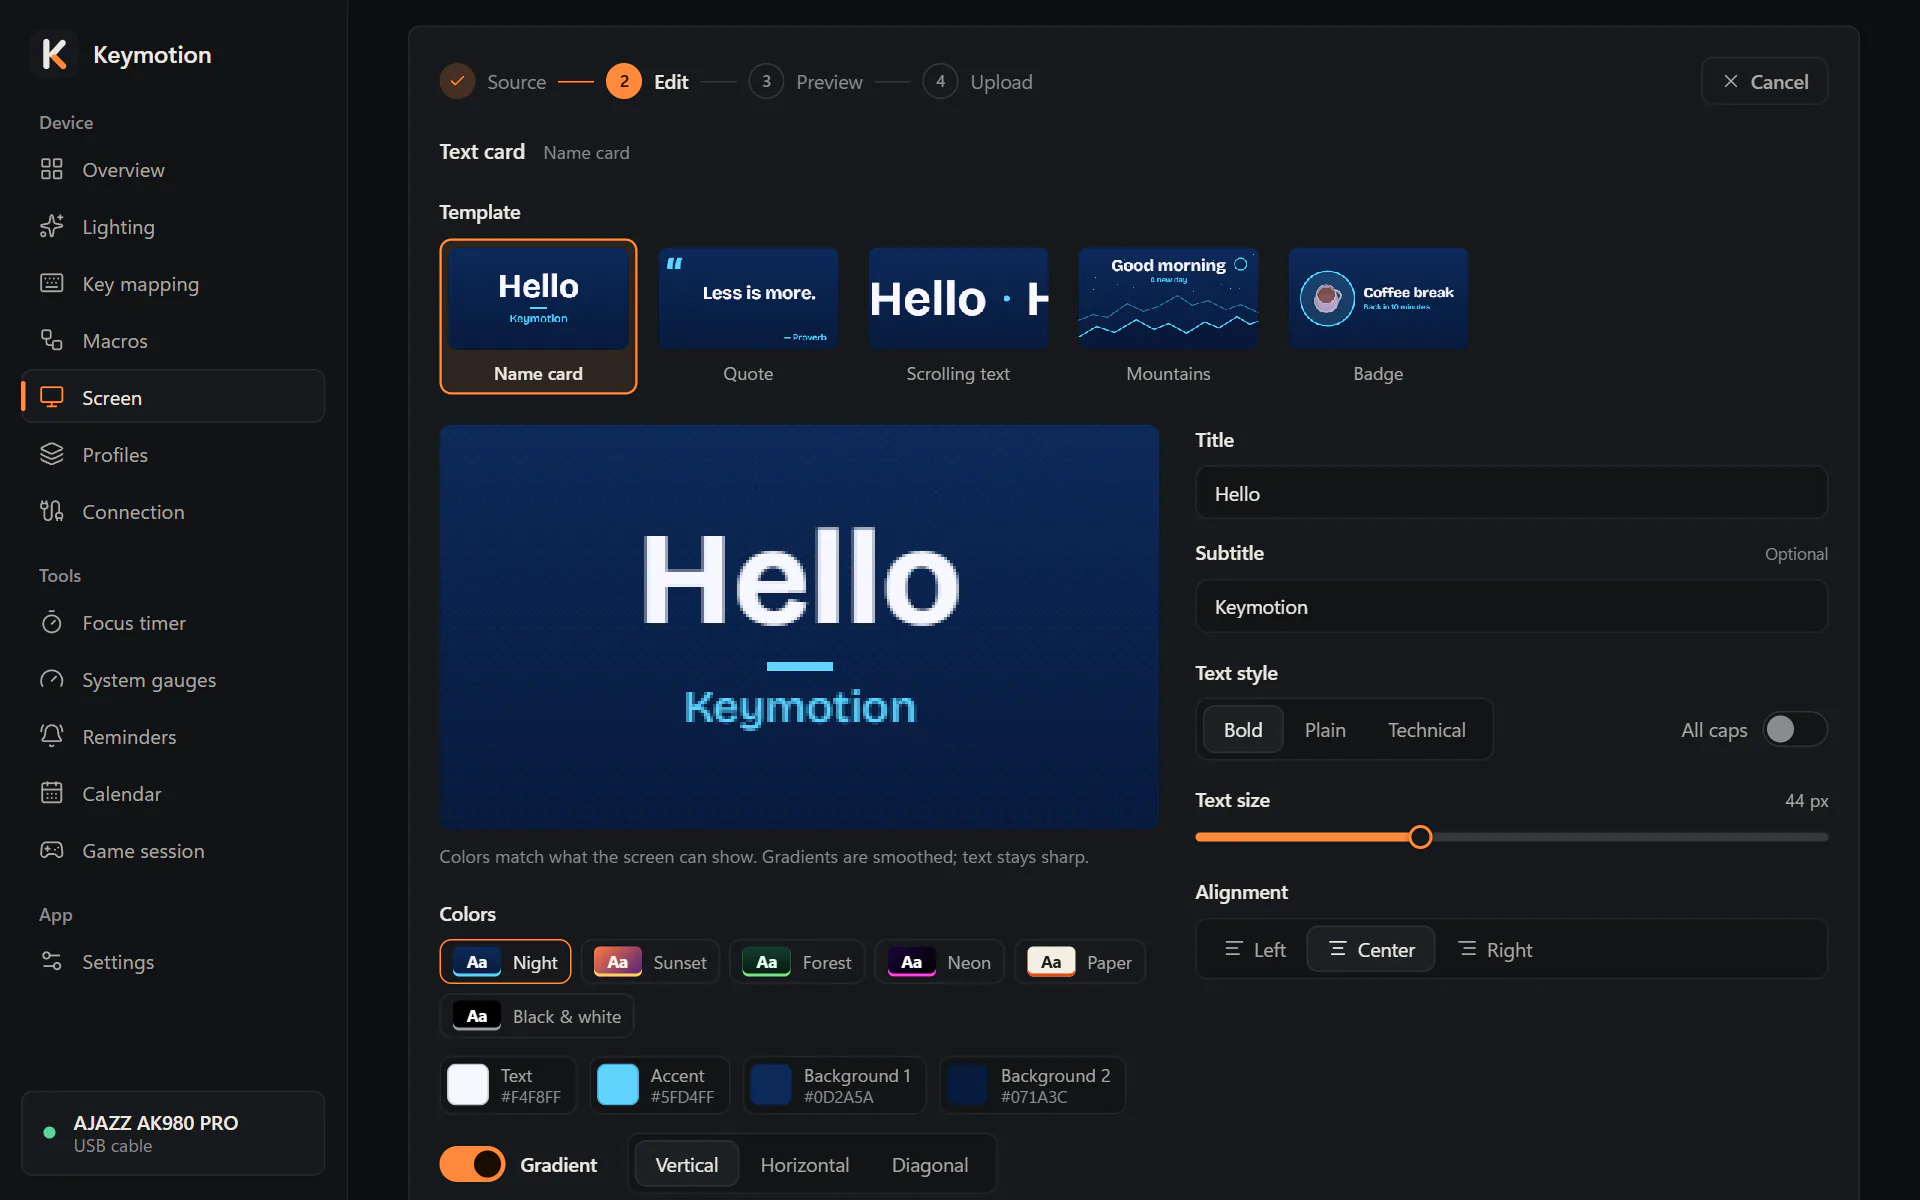 Keymotion
Device
Overview
Lighting
Key mapping
Macros
Screen
Profiles
Connection
Tools
Focus timer
System gauges
Reminders
Calendar
Game session
App
Settings
AJAZZ AK980 PRO
USB cable
Source
2 Edit
3 Preview
4 Upload
Cancel
Text card Name card
Template
Hello
Keymotion
Name card
“ Less is more.
— Proverb
Quote
Hello · H
Scrolling text
Good morning
A new day
Mountains
Coffee break
Back in 10 minutes
Badge
Hello
Keymotion
Colors match what the screen can show. Gradients are smoothed; text stays sharp.
Colors
Aa Night
Aa Sunset
Aa Forest
Aa Neon
Aa Paper
Aa Black & white
Text
#F4F8FF
Accent
#5FD4FF
Background 1
#0D2A5A
Background 2
#071A3C
Gradient
Vertical Horizontal Diagonal
Title
Hello
Subtitle Optional
Keymotion
Text style
Bold Plain Technical All caps
Text size 44 px
Alignment
Left Center Right